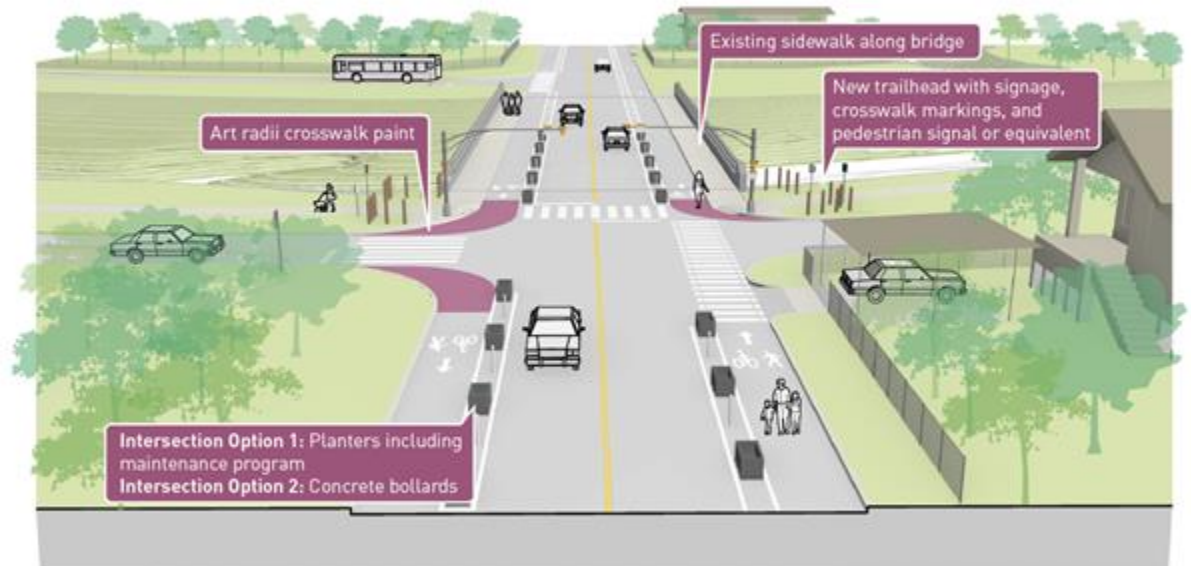 Existing sidewalk along bridge
New trailhead with signage,
crosswalk markings, and
pedestrian signal or equivalent
Art radii crosswalk paint
Intersection Option 1: Planters including
maintenance program
Intersection Option 2: Concrete bollards